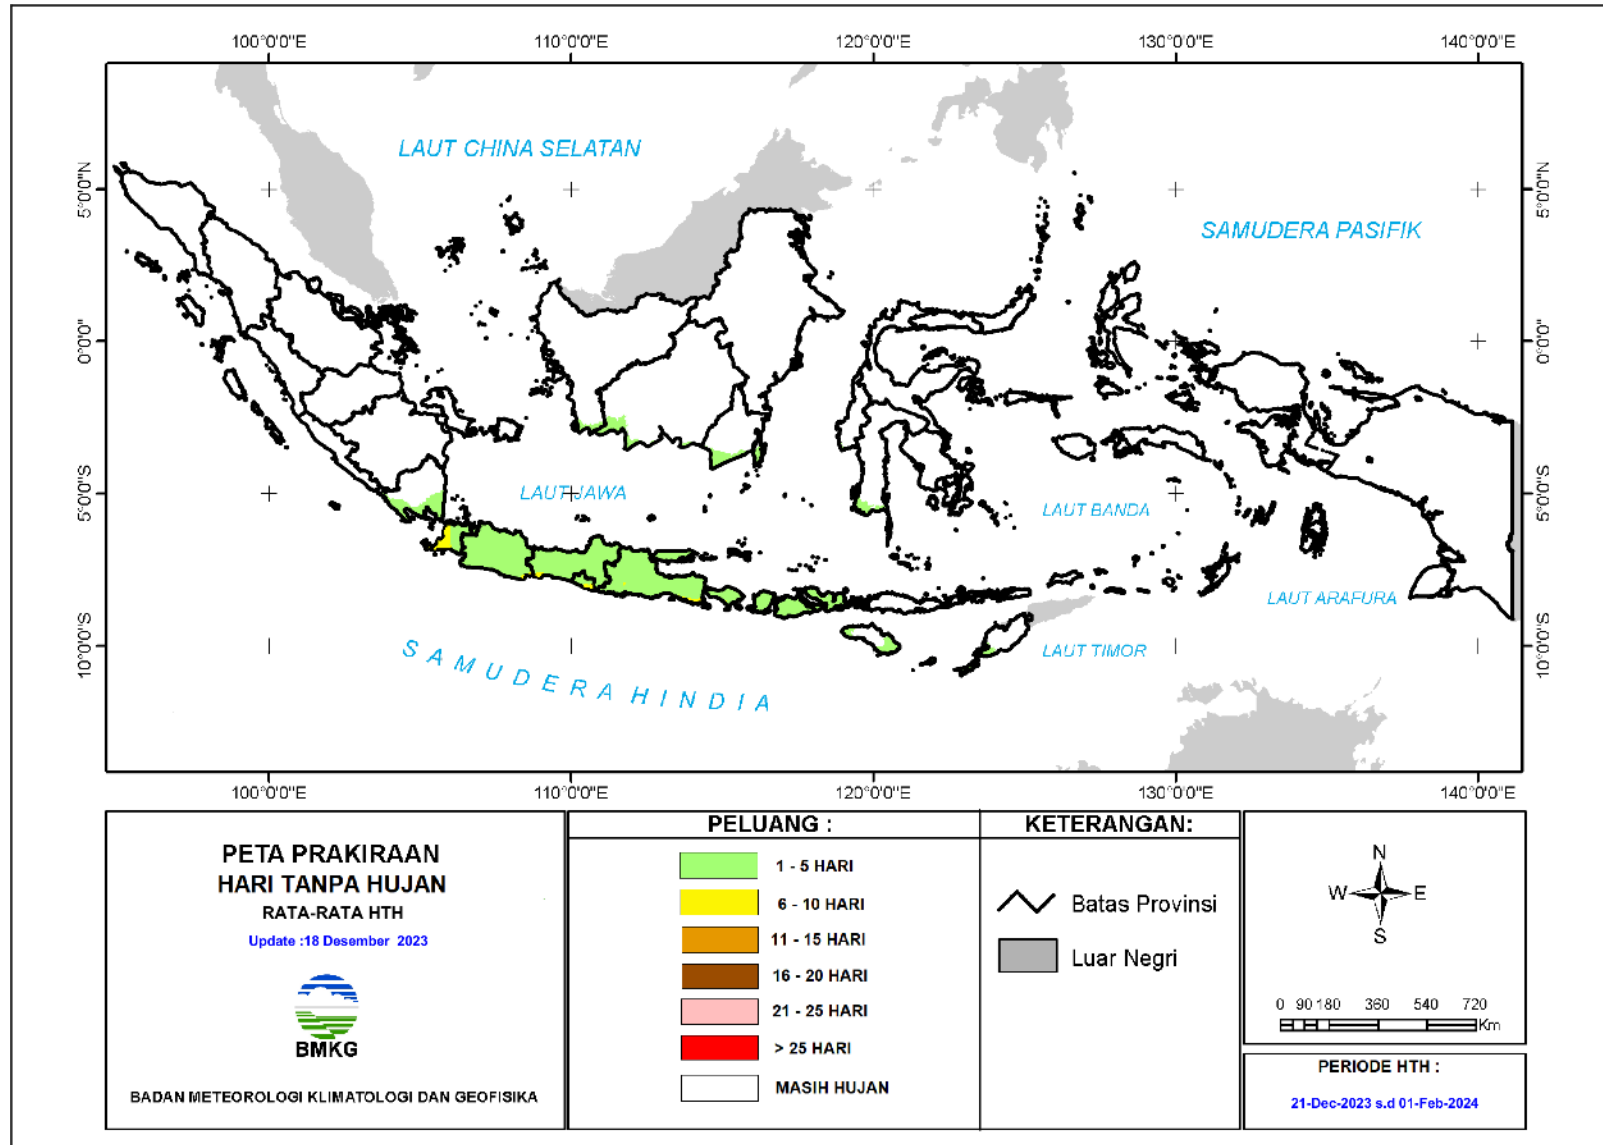 100°0'0"E 110°0'0"E 120°0'0"E 130°0'0"E 140°0'0"E
5°0'0"N 5°0'0"N
0°0'0" 0°0'0"
5°0'0"S 5°0'0"S
10°0'0"S 10°0'0"S
LAUT CHINA SELATAN
SAMUDERA PASIFIK
LAUT JAWA
LAUT BANDA
LAUT ARAFURA
LAUT TIMOR
SAMUDERA HINDIA
100°0'0"E 110°0'0"E 120°0'0"E 130°0'0"E 140°0'0"E
PETA PRAKIRAAN
HARI TANPA HUJAN
RATA-RATA HTH
Update :18 Desember 2023
BMKG
BADAN METEOROLOGI KLIMATOLOGI DAN GEOFISIKA
PELUANG :
1 - 5 HARI
6 - 10 HARI
11 - 15 HARI
16 - 20 HARI
21 - 25 HARI
> 25 HARI
MASIH HUJAN
KETERANGAN:
Batas Provinsi
Luar Negri
N
W E
S
0 90 180 360 540 720
Km
PERIODE HTH :
21-Dec-2023 s.d 01-Feb-2024